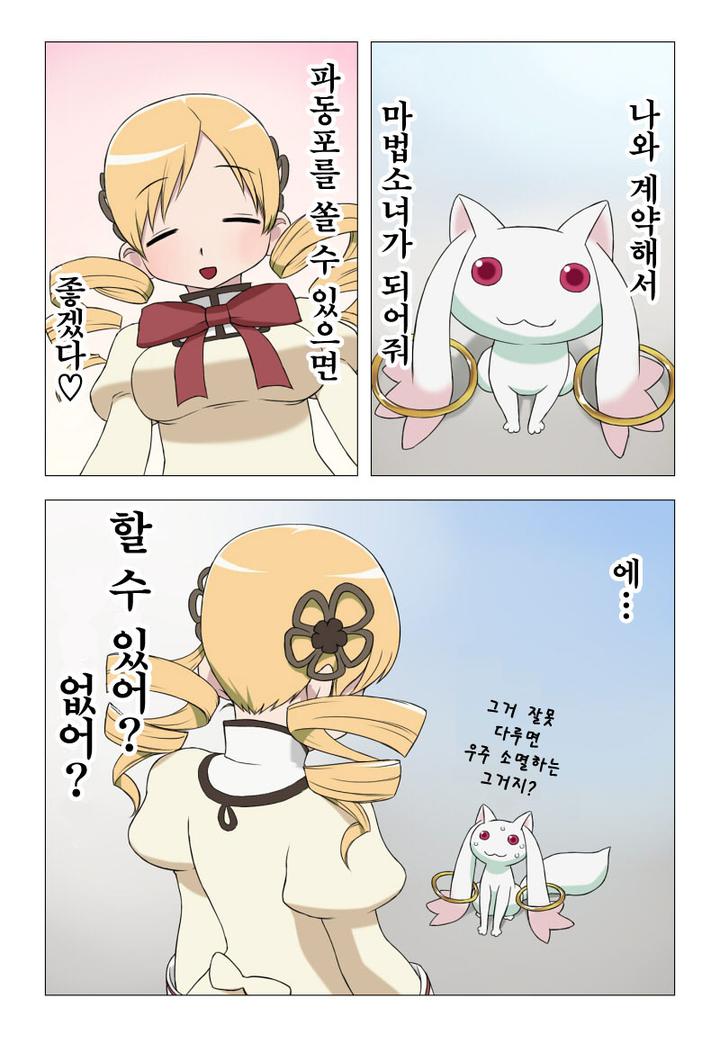 나와 계약해서
마법소녀가 되어줘
파동포를 쏠 수 있으면
좋겠다♡
에…
그거 잘못
다루면
우주 소멸하는
그거지?
할 수 있어?
없어?